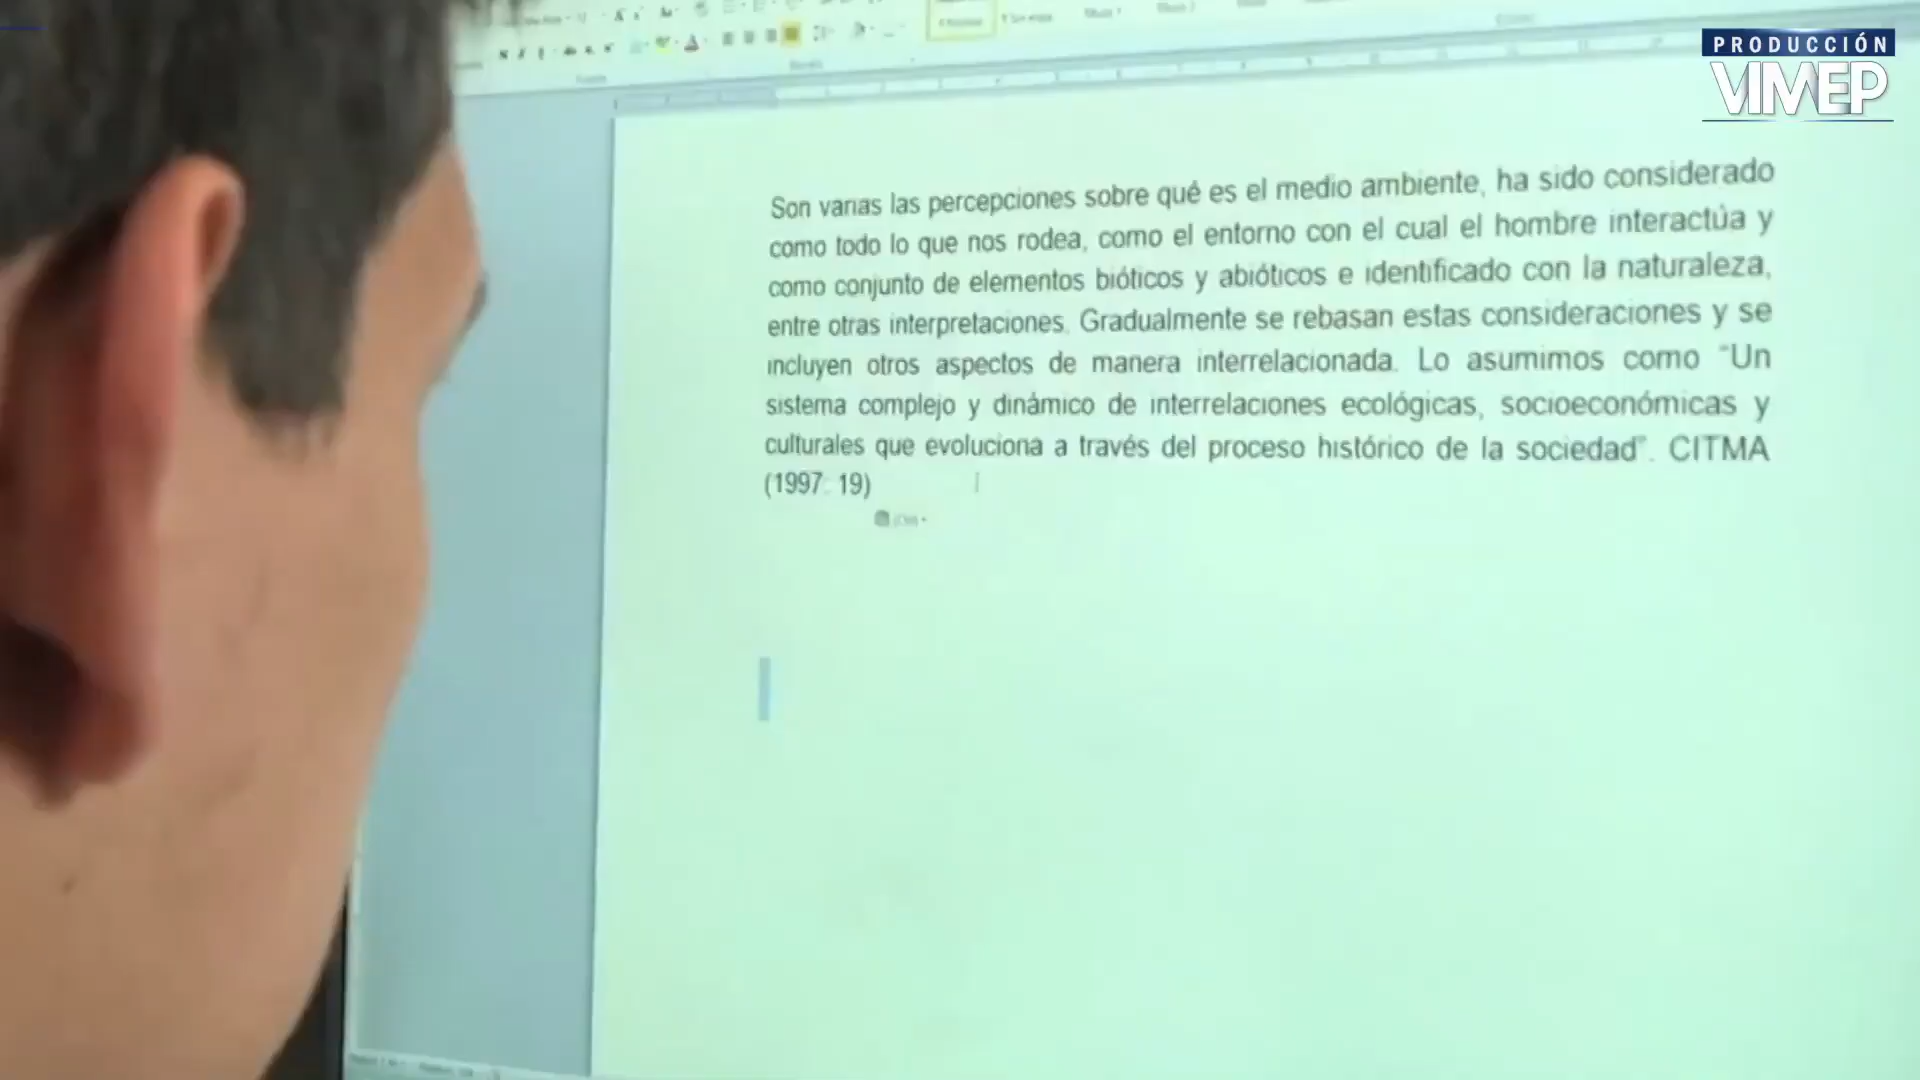 PRODUCCIÓN
VIMEP
Son varias las percepciones sobre qué es el medio ambiente, ha sido considerado
como todo lo que nos rodea, como el entorno con el cual el hombre interactúa y
como conjunto de elementos bióticos y abióticos e identificado con la naturaleza,
entre otras interpretaciones. Gradualmente se rebasan estas consideraciones y se
incluyen otros aspectos de manera interrelacionada. Lo asumimos como "Un
sistema complejo y dinámico de interrelaciones ecológicas, socioeconómicas y
culturales que evoluciona a través del proceso histórico de la sociedad". CITMA
(1997: 19)